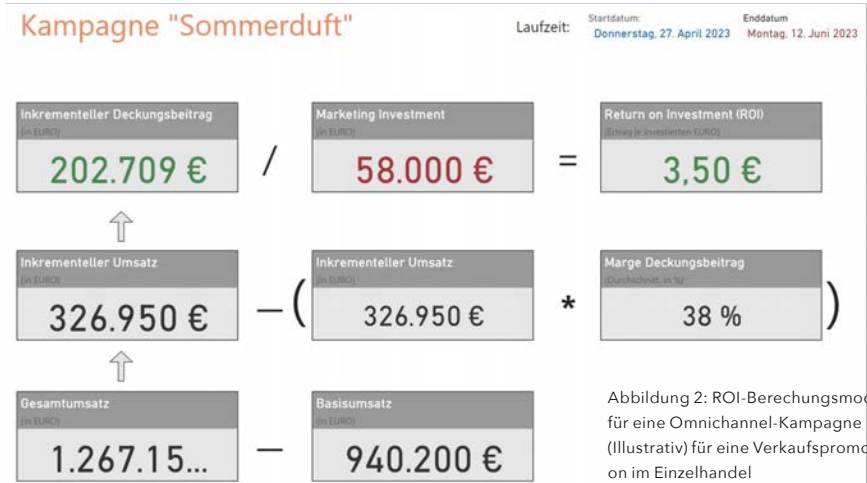 Kampagne "Sommerduft"
Laufzeit:
Startdatum:
Donnerstag, 27. April 2023
Enddatum
Montag, 12. Juni 2023
Inkrementeller Deckungsbeitrag
(in EURO)
202.709 €
/
Marketing Investment
(in EURO)
58.000 €
=
Return on Investment (ROI)
(Ertrag je investierten EURO)
3,50 €
Inkrementeller Umsatz
(in EURO)
326.950 €
– (
Inkrementeller Umsatz
(in EURO)
326.950 €
*
Marge Deckungsbeitrag
(Durchschnitt, in %)
38 %
)
Gesamtumsatz
(in EURO)
1.267.15...
–
Basisumsatz
(in EURO)
940.200 €
Abbildung 2: ROI-Berechungsmod
für eine Omnichannel-Kampagne
(Illustrativ) für eine Verkaufspromo
on im Einzelhandel